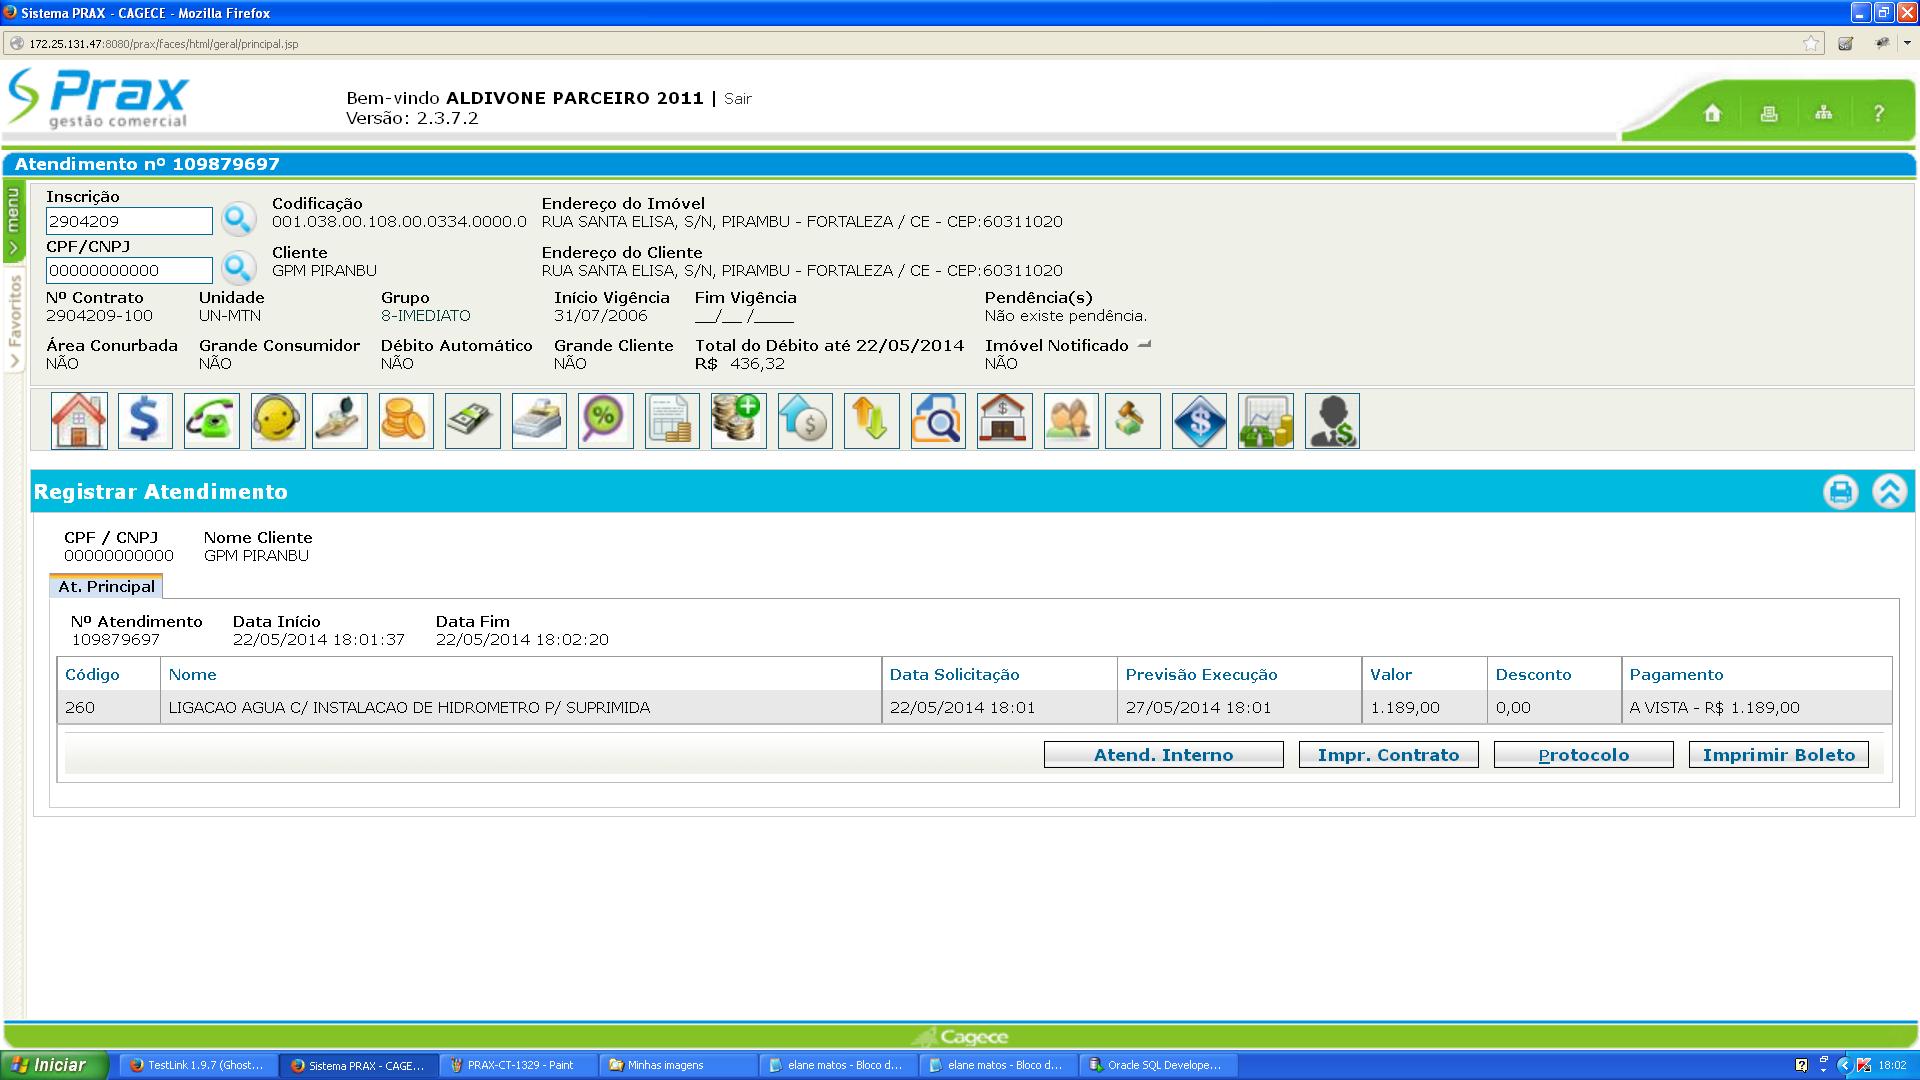 Sistema PRAX - CAGECE - Mozilla Firefox
172.25.131.47:8080/prax/faces/html/geral/principal.jsp
Prax
gestão comercial
Bem-vindo ALDIVONE PARCEIRO 2011 | Sair
Versão: 2.3.7.2
?
Atendimento nº 109879697
menu
Favoritos
Inscrição
2904209
Codificação
001.038.00.108.00.0334.0000.0
Endereço do Imóvel
RUA SANTA ELISA, S/N, PIRAMBU - FORTALEZA / CE - CEP:60311020
CPF/CNPJ
00000000000
Cliente
GPM PIRANBU
Endereço do Cliente
RUA SANTA ELISA, S/N, PIRAMBU - FORTALEZA / CE - CEP:60311020
Nº Contrato Unidade Grupo Início Vigência Fim Vigência Pendência(s)
2904209-100 UN-MTN 8-IMEDIATO 31/07/2006 __/__ /____ Não existe pendência.
Área Conurbada Grande Consumidor Débito Automático Grande Cliente Total do Débito até 22/05/2014 Imóvel Notificado
NÃO NÃO NÃO NÃO R$ 436,32 NÃO
Registrar Atendimento
CPF / CNPJ Nome Cliente
00000000000 GPM PIRANBU
At. Principal
Nº Atendimento Data Início Data Fim
109879697 22/05/2014 18:01:37 22/05/2014 18:02:20
Código Nome Data Solicitação Previsão Execução Valor Desconto Pagamento
260 LIGACAO AGUA C/ INSTALACAO DE HIDROMETRO P/ SUPRIMIDA 22/05/2014 18:01 27/05/2014 18:01 1.189,00 0,00 A VISTA - R$ 1.189,00
Atend. Interno Impr. Contrato Protocolo Imprimir Boleto
Cagece
Iniciar TestLink 1.9.7 (Ghost... Sistema PRAX - CAGE... PRAX-CT-1329 - Paint Minhas imagens elane matos - Bloco d... elane matos - Bloco d... Oracle SQL Develope... 18:02